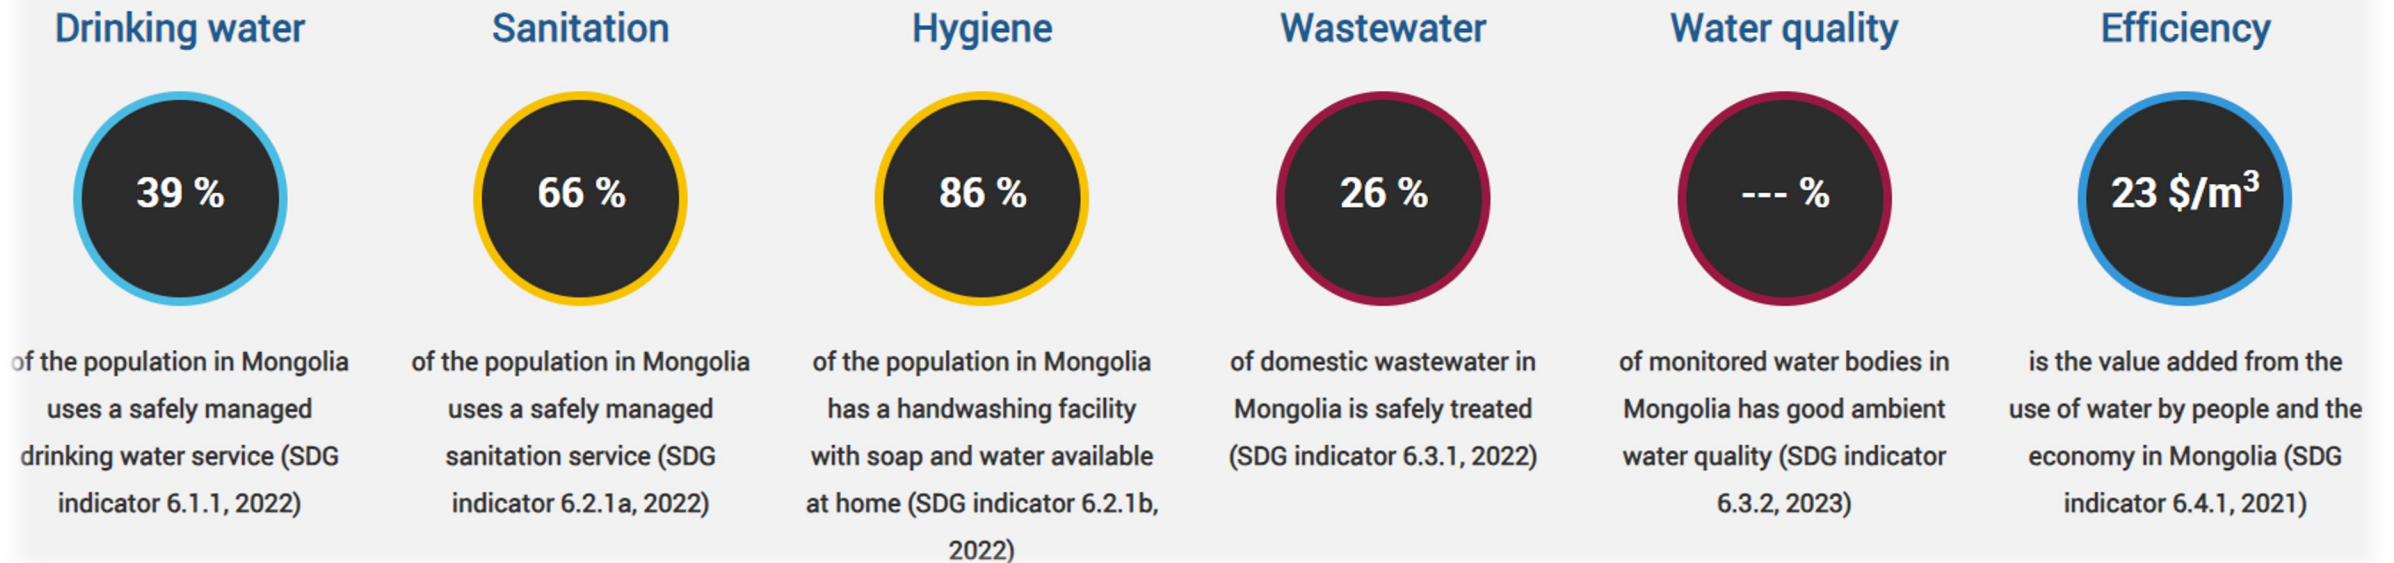 Drinking water
39 %
of the population in Mongolia
uses a safely managed
drinking water service (SDG
indicator 6.1.1, 2022)
Sanitation
66 %
of the population in Mongolia
uses a safely managed
sanitation service (SDG
indicator 6.2.1a, 2022)
Hygiene
86 %
of the population in Mongolia
has a handwashing facility
with soap and water available
at home (SDG indicator 6.2.1b,
2022)
Wastewater
26 %
of domestic wastewater in
Mongolia is safely treated
(SDG indicator 6.3.1, 2022)
Water quality
--- %
of monitored water bodies in
Mongolia has good ambient
water quality (SDG indicator
6.3.2, 2023)
Efficiency
23 $/m³
is the value added from the
use of water by people and the
economy in Mongolia (SDG
indicator 6.4.1, 2021)